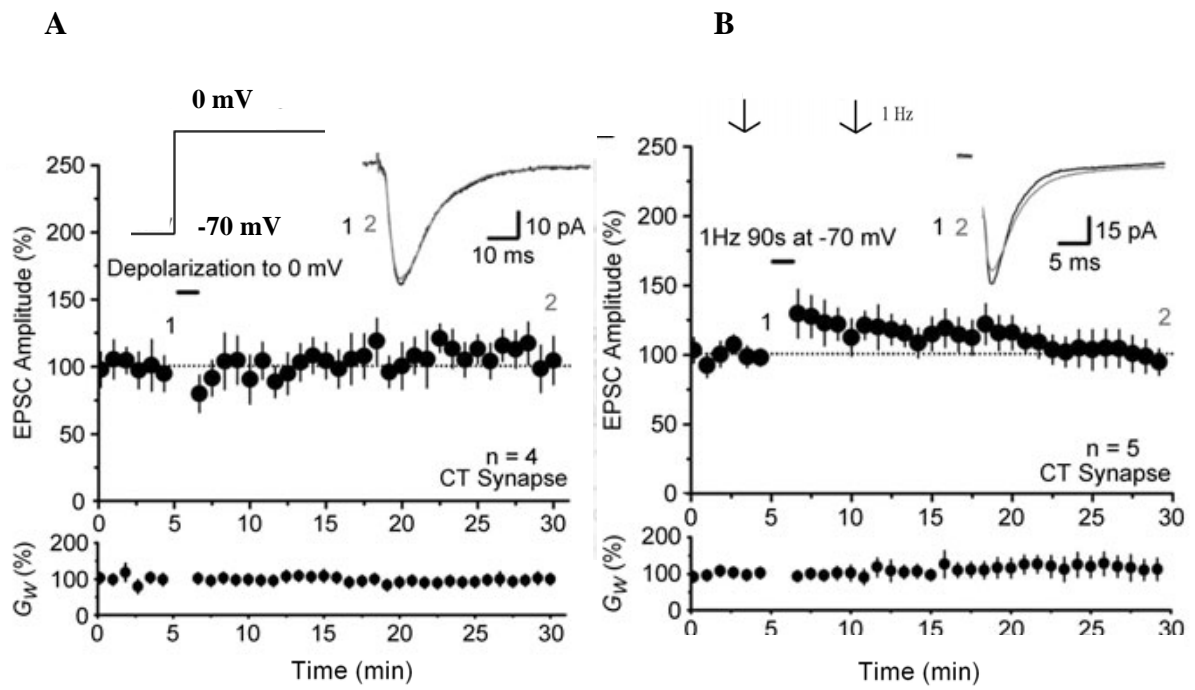 A
0 mV
-70 mV
250
200
150
100
50
0
EPSC Amplitude (%)
Depolarization to 0 mV
1 2
10 pA
10 ms
1
2
n = 4
CT Synapse
0 5 10 15 20 25 30
200
100
0
GW (%)
0 5 10 15 20 25 30
Time (min)
B
1 Hz
250
200
150
100
50
0
EPSC Amplitude (%)
1Hz 90s at -70 mV
1 2
15 pA
5 ms
1
2
n = 5
CT Synapse
0 5 10 15 20 25 30
200
100
0
GW (%)
0 5 10 15 20 25 30
Time (min)